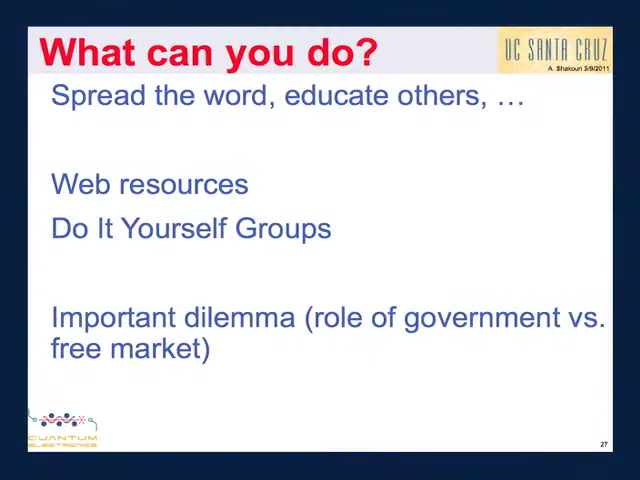 What can you do?
UC SANTA CRUZ
A. Shakouri 3/9/2011
Spread the word, educate others, …
Web resources
Do It Yourself Groups
Important dilemma (role of government vs.
free market)
QUANTUM
ELECTRONICS
27